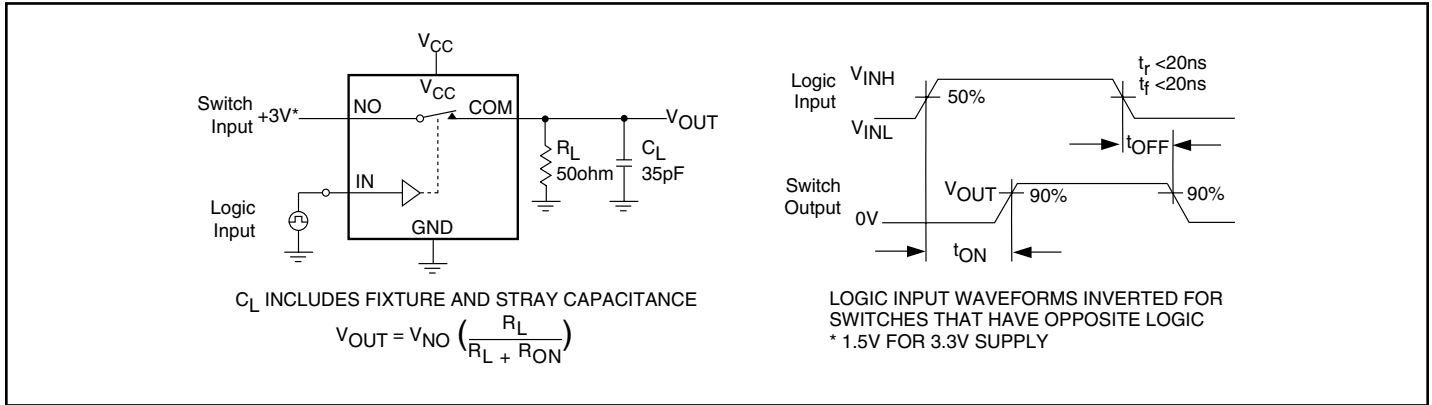 VCC
VCC
Switch
Input
+3V*
NO
COM
VOUT
RL
50ohm
CL
35pF
IN
Logic
Input
GND
CL INCLUDES FIXTURE AND STRAY CAPACITANCE
VOUT = VNO (RL / RL + RON)
Logic
Input
VINH
50%
VINL
tr <20ns
tf <20ns
tOFF
Switch
Output
VOUT
90%
90%
0V
tON
LOGIC INPUT WAVEFORMS INVERTED FOR
SWITCHES THAT HAVE OPPOSITE LOGIC
* 1.5V FOR 3.3V SUPPLY